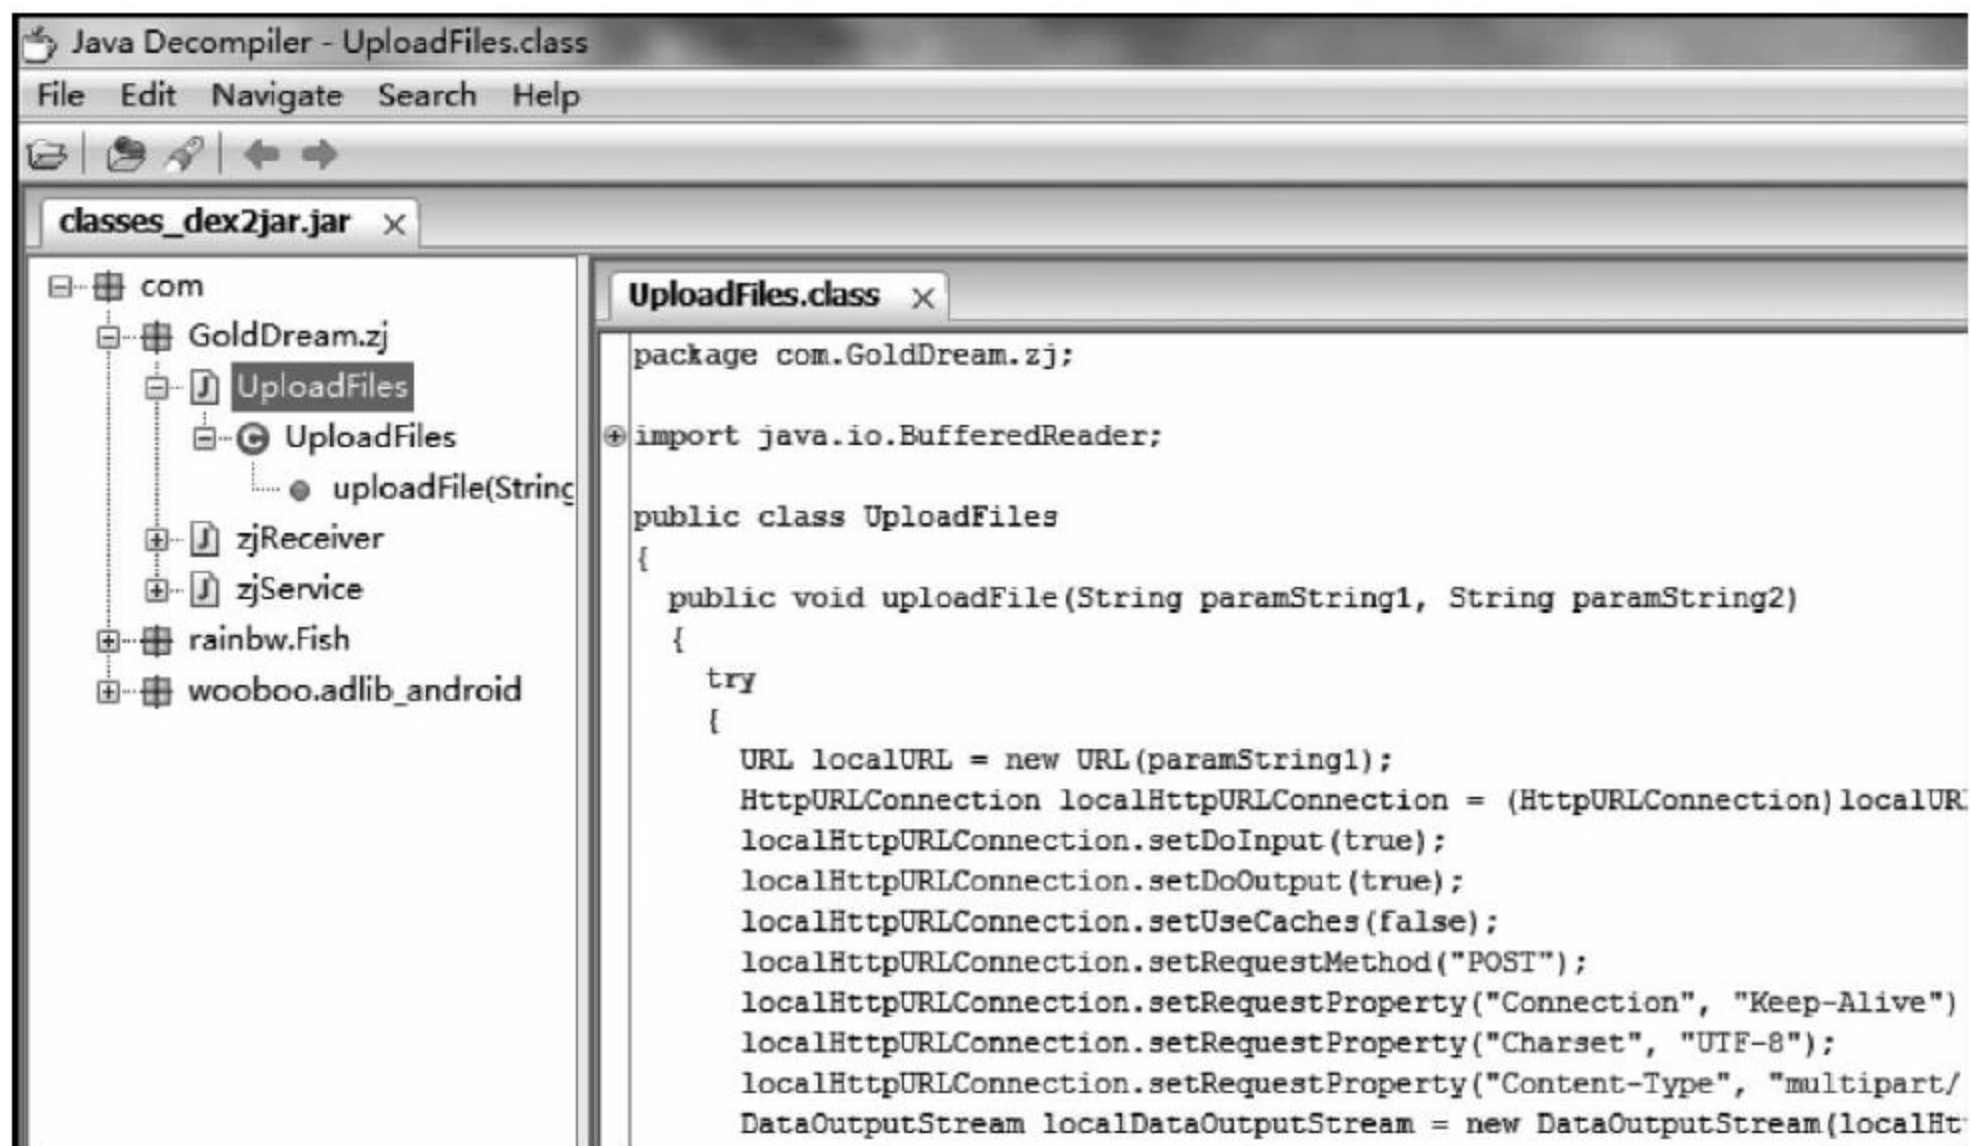 Java Decompiler - UploadFiles.class
File Edit Navigate Search Help
classes_dex2jar.jar
com
GoldDream.zj
UploadFiles
UploadFiles
uploadFile(String
zjReceiver
zjService
rainbw.Fish
wooboo.adlib_android
UploadFiles.class
package com.GoldDream.zj;
import java.io.BufferedReader;
public class UploadFiles
{
public void uploadFile(String paramString1, String paramString2)
{
try
{
URL localURL = new URL(paramString1);
HttpURLConnection localHttpURLConnection = (HttpURLConnection)localUR
localHttpURLConnection.setDoInput(true);
localHttpURLConnection.setDoOutput(true);
localHttpURLConnection.setUseCaches(false);
localHttpURLConnection.setRequestMethod("POST");
localHttpURLConnection.setRequestProperty("Connection", "Keep-Alive")
localHttpURLConnection.setRequestProperty("Charset", "UTF-8");
localHttpURLConnection.setRequestProperty("Content-Type", "multipart/
DataOutputStream localDataOutputStream = new DataOutputStream(localHt